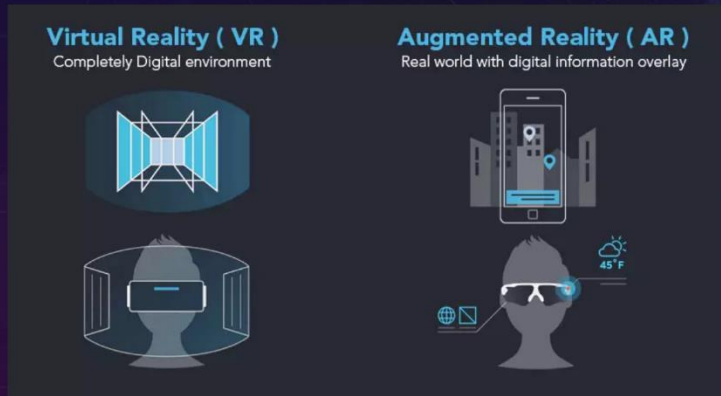 Virtual Reality ( VR )
Completely Digital environment
Augmented Reality ( AR )
Real world with digital information overlay
45°F